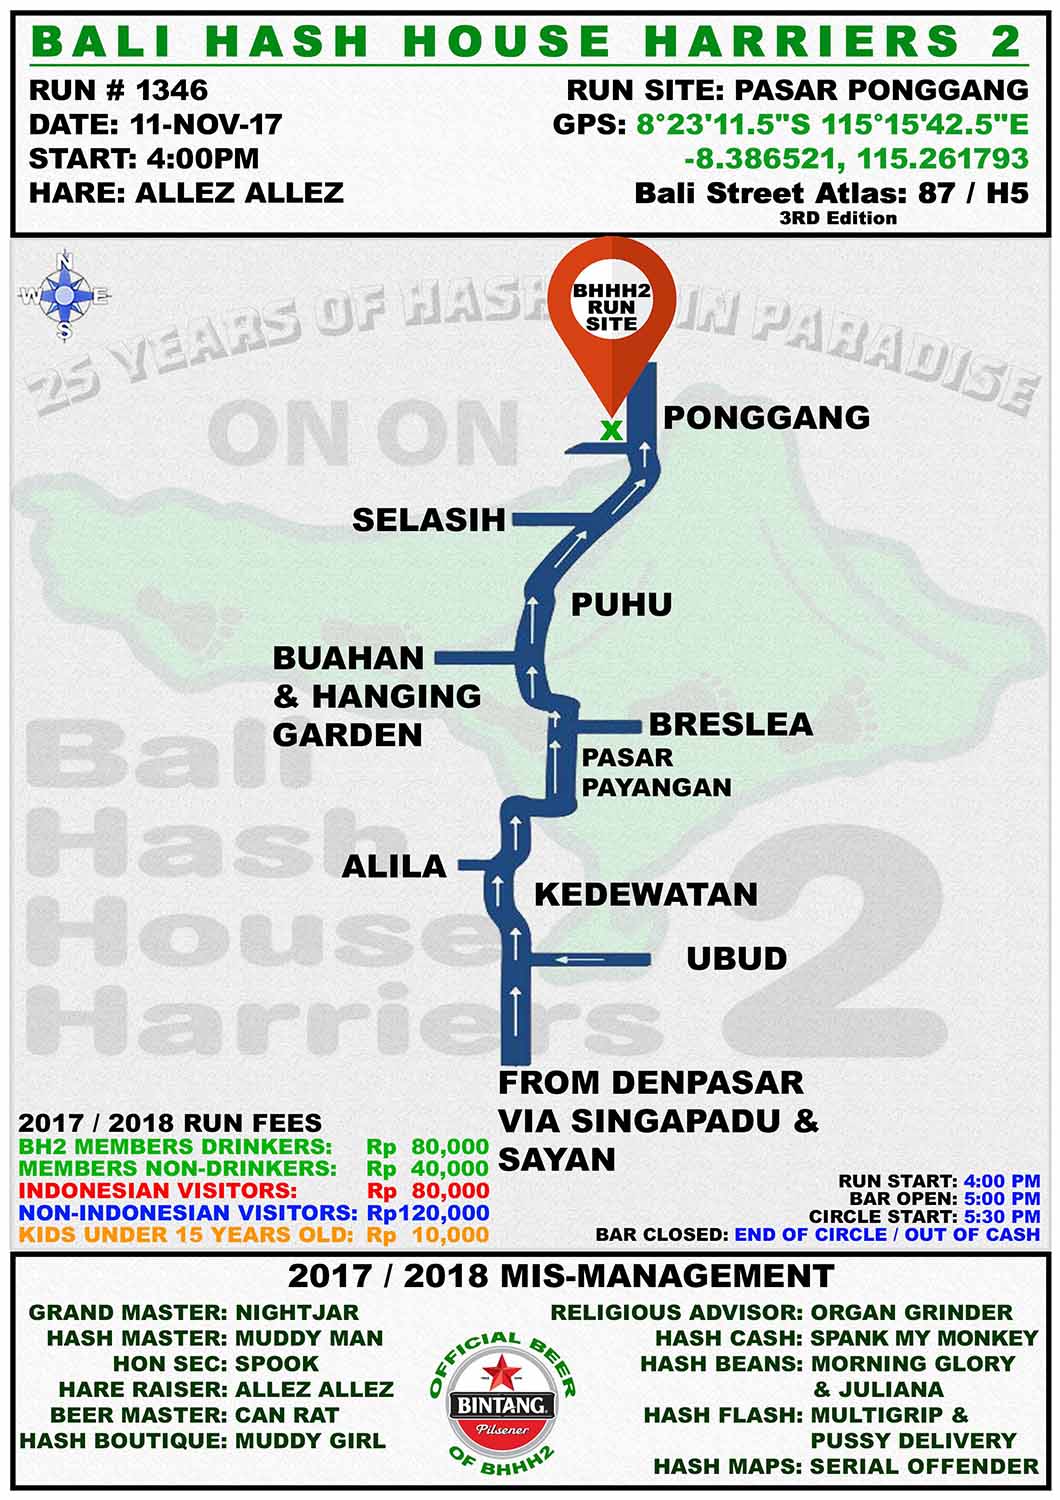 BALI HASH HOUSE HARRIERS 2
RUN # 1346
DATE: 11-NOV-17
START: 4:00PM
HARE: ALLEZ ALLEZ
RUN SITE: PASAR PONGGANG
GPS: 8°23'11.5"S 115°15'42.5"E
-8.386521, 115.261793
Bali Street Atlas: 87 / H5
3RD Edition
N
W E
S
25 YEARS OF HASH IN PARADISE
ON ON
BHHH2
RUN
SITE
X
PONGGANG
SELASIH
PUHU
BUAHAN
& HANGING
GARDEN
BRESLEA
PASAR
PAYANGAN
ALILA
KEDEWATAN
UBUD
Bali
Hash
House
Harriers 2
FROM DENPASAR
VIA SINGAPADU &
SAYAN
2017 / 2018 RUN FEES
BH2 MEMBERS DRINKERS: Rp 80,000
MEMBERS NON-DRINKERS: Rp 40,000
INDONESIAN VISITORS: Rp 80,000
NON-INDONESIAN VISITORS: Rp120,000
KIDS UNDER 15 YEARS OLD: Rp 10,000
RUN START: 4:00 PM
BAR OPEN: 5:00 PM
CIRCLE START: 5:30 PM
BAR CLOSED: END OF CIRCLE / OUT OF CASH
2017 / 2018 MIS-MANAGEMENT
GRAND MASTER: NIGHTJAR
HASH MASTER: MUDDY MAN
HON SEC: SPOOK
HARE RAISER: ALLEZ ALLEZ
BEER MASTER: CAN RAT
HASH BOUTIQUE: MUDDY GIRL
OFFICIAL BEER
BINTANG
Pilsener
OF BHHH2
RELIGIOUS ADVISOR: ORGAN GRINDER
HASH CASH: SPANK MY MONKEY
HASH BEANS: MORNING GLORY
& JULIANA
HASH FLASH: MULTIGRIP &
PUSSY DELIVERY
HASH MAPS: SERIAL OFFENDER